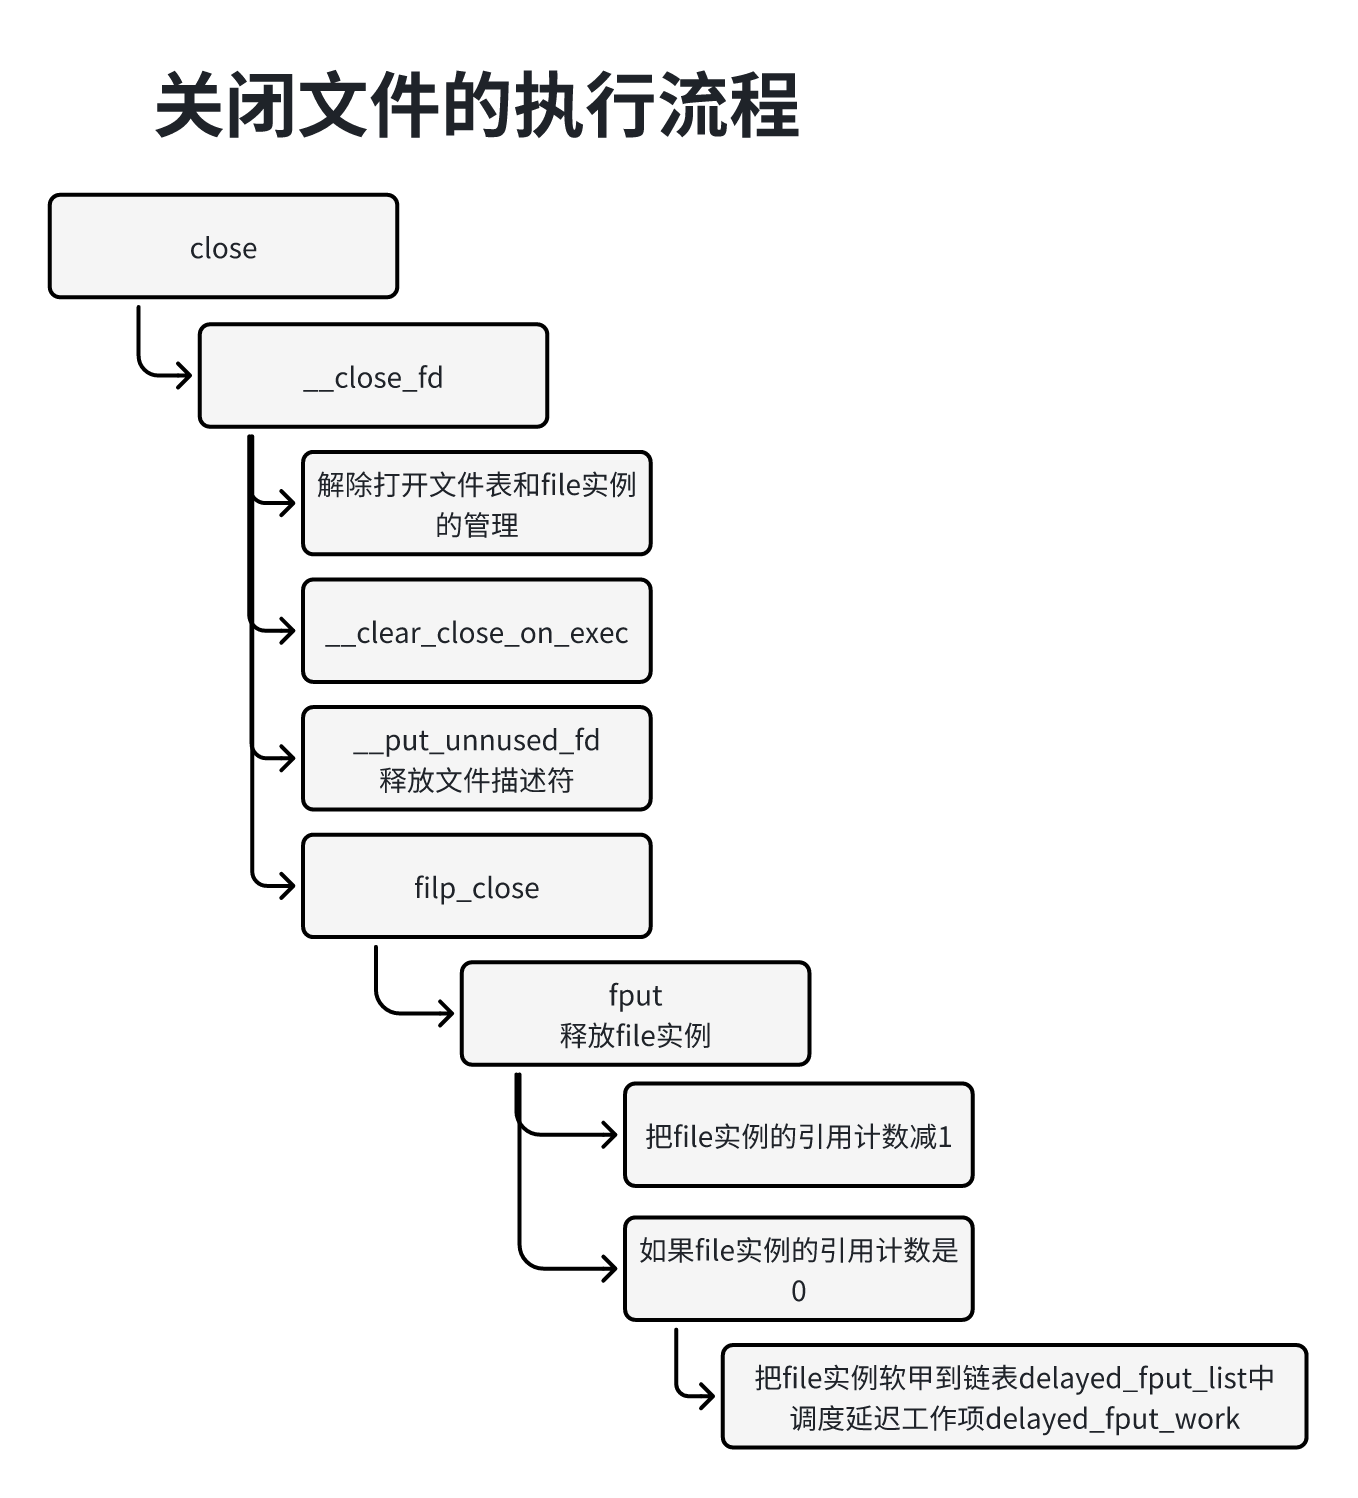 关闭文件的执行流程
close
__close_fd
解除打开文件表和file实例
的管理
__clear_close_on_exec
__put_unnused_fd
释放文件描述符
filp_close
fput
释放file实例
把file实例的引用计数减1
如果file实例的引用计数是
0
把file实例软甲到链表delayed_fput_list中
调度延迟工作项delayed_fput_work